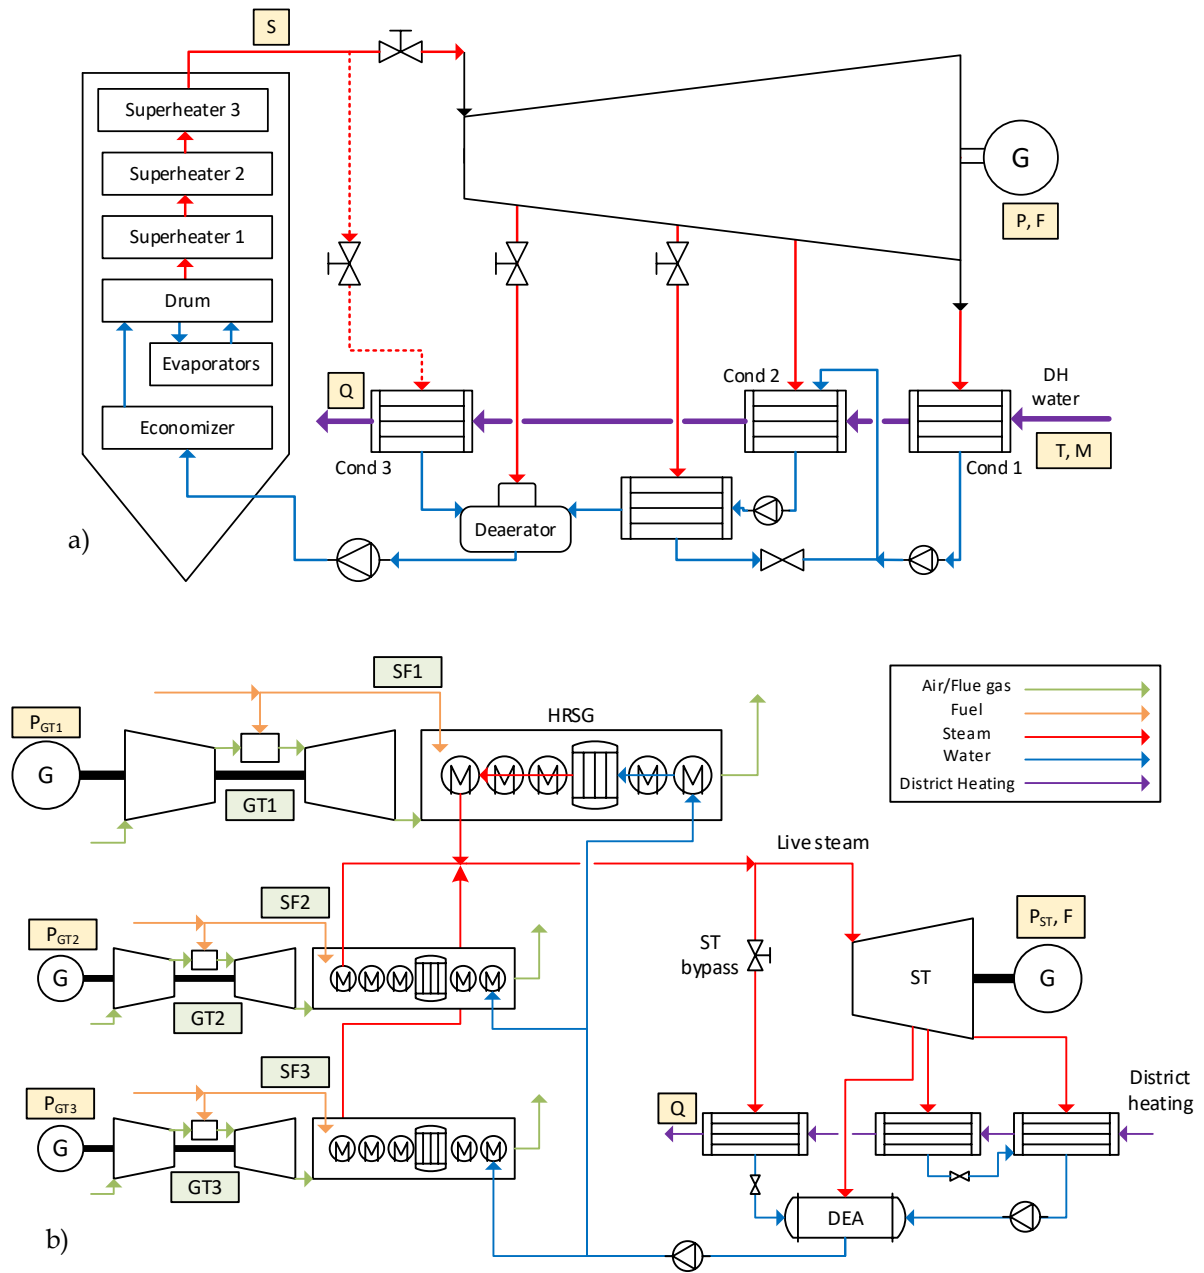 S
Superheater 3
Superheater 2
Superheater 1
Drum
Evaporators
Economizer
G
P, F
Cond 2
DH
water
Q
T, M
Cond 3
Cond 1
Deaerator
a)
SF1
Air/Flue gas
Fuel
Steam
Water
District Heating
P_GT1
HRSG
G
GT1
Live steam
SF2
P_GT2
P_ST, F
G
ST
bypass
ST
G
GT2
SF3
P_GT3
Q
District
heating
G
GT3
DEA
b)